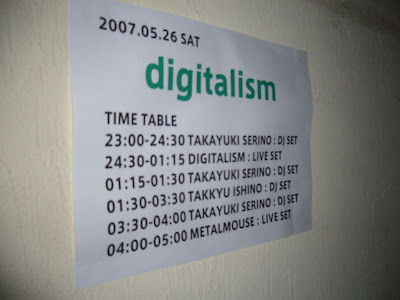 2007.05.26 SAT
digitalism
TIME TABLE
23:00-24:30 TAKAYUKI SERINO : DJ SET
24:30-01:15 DIGITALISM : LIVE SET
01:15-01:30 TAKAYUKI SERINO : DJ SET
01:30-03:30 TAKKYU ISHINO : DJ SET
03:30-04:00 TAKAYUKI SERINO : DJ SET
04:00-05:00 METALMOUSE : LIVE SET